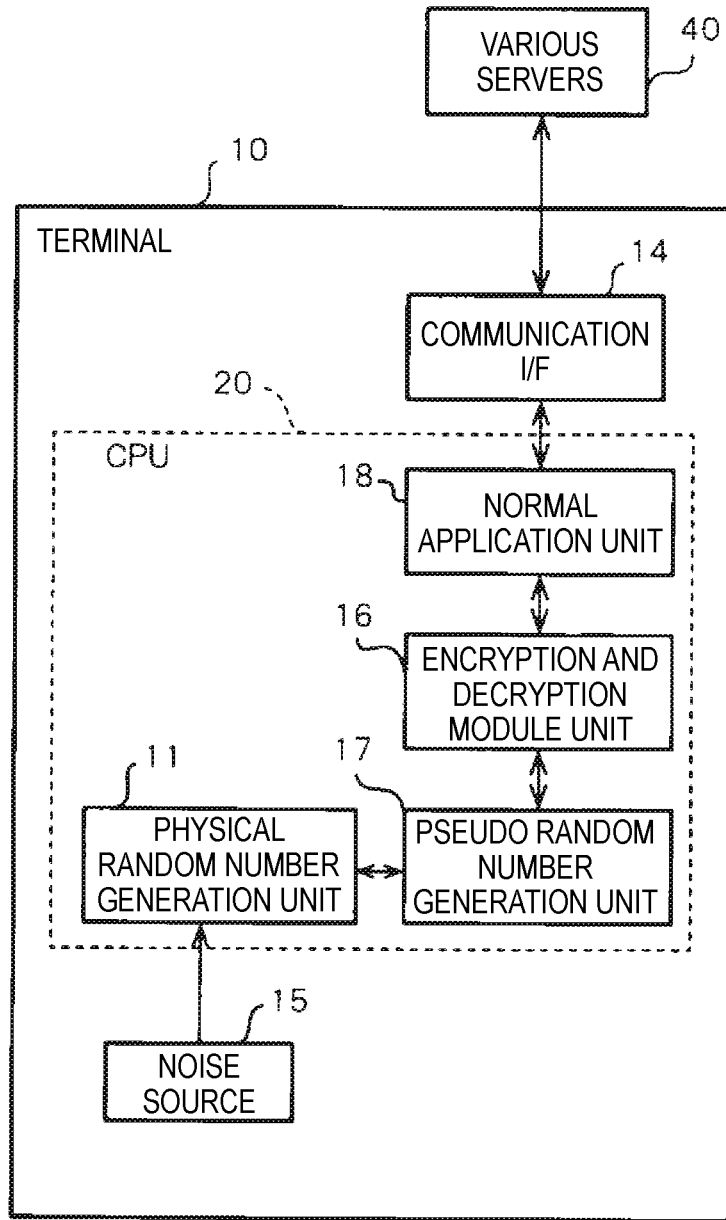 VARIOUS
SERVERS
40
10
TERMINAL
14
COMMUNICATION
I/F
20
CPU
18
NORMAL
APPLICATION UNIT
16
ENCRYPTION AND
DECRYPTION
MODULE UNIT
11
PHYSICAL
RANDOM NUMBER
GENERATION UNIT
17
PSEUDO RANDOM
NUMBER
GENERATION UNIT
15
NOISE
SOURCE